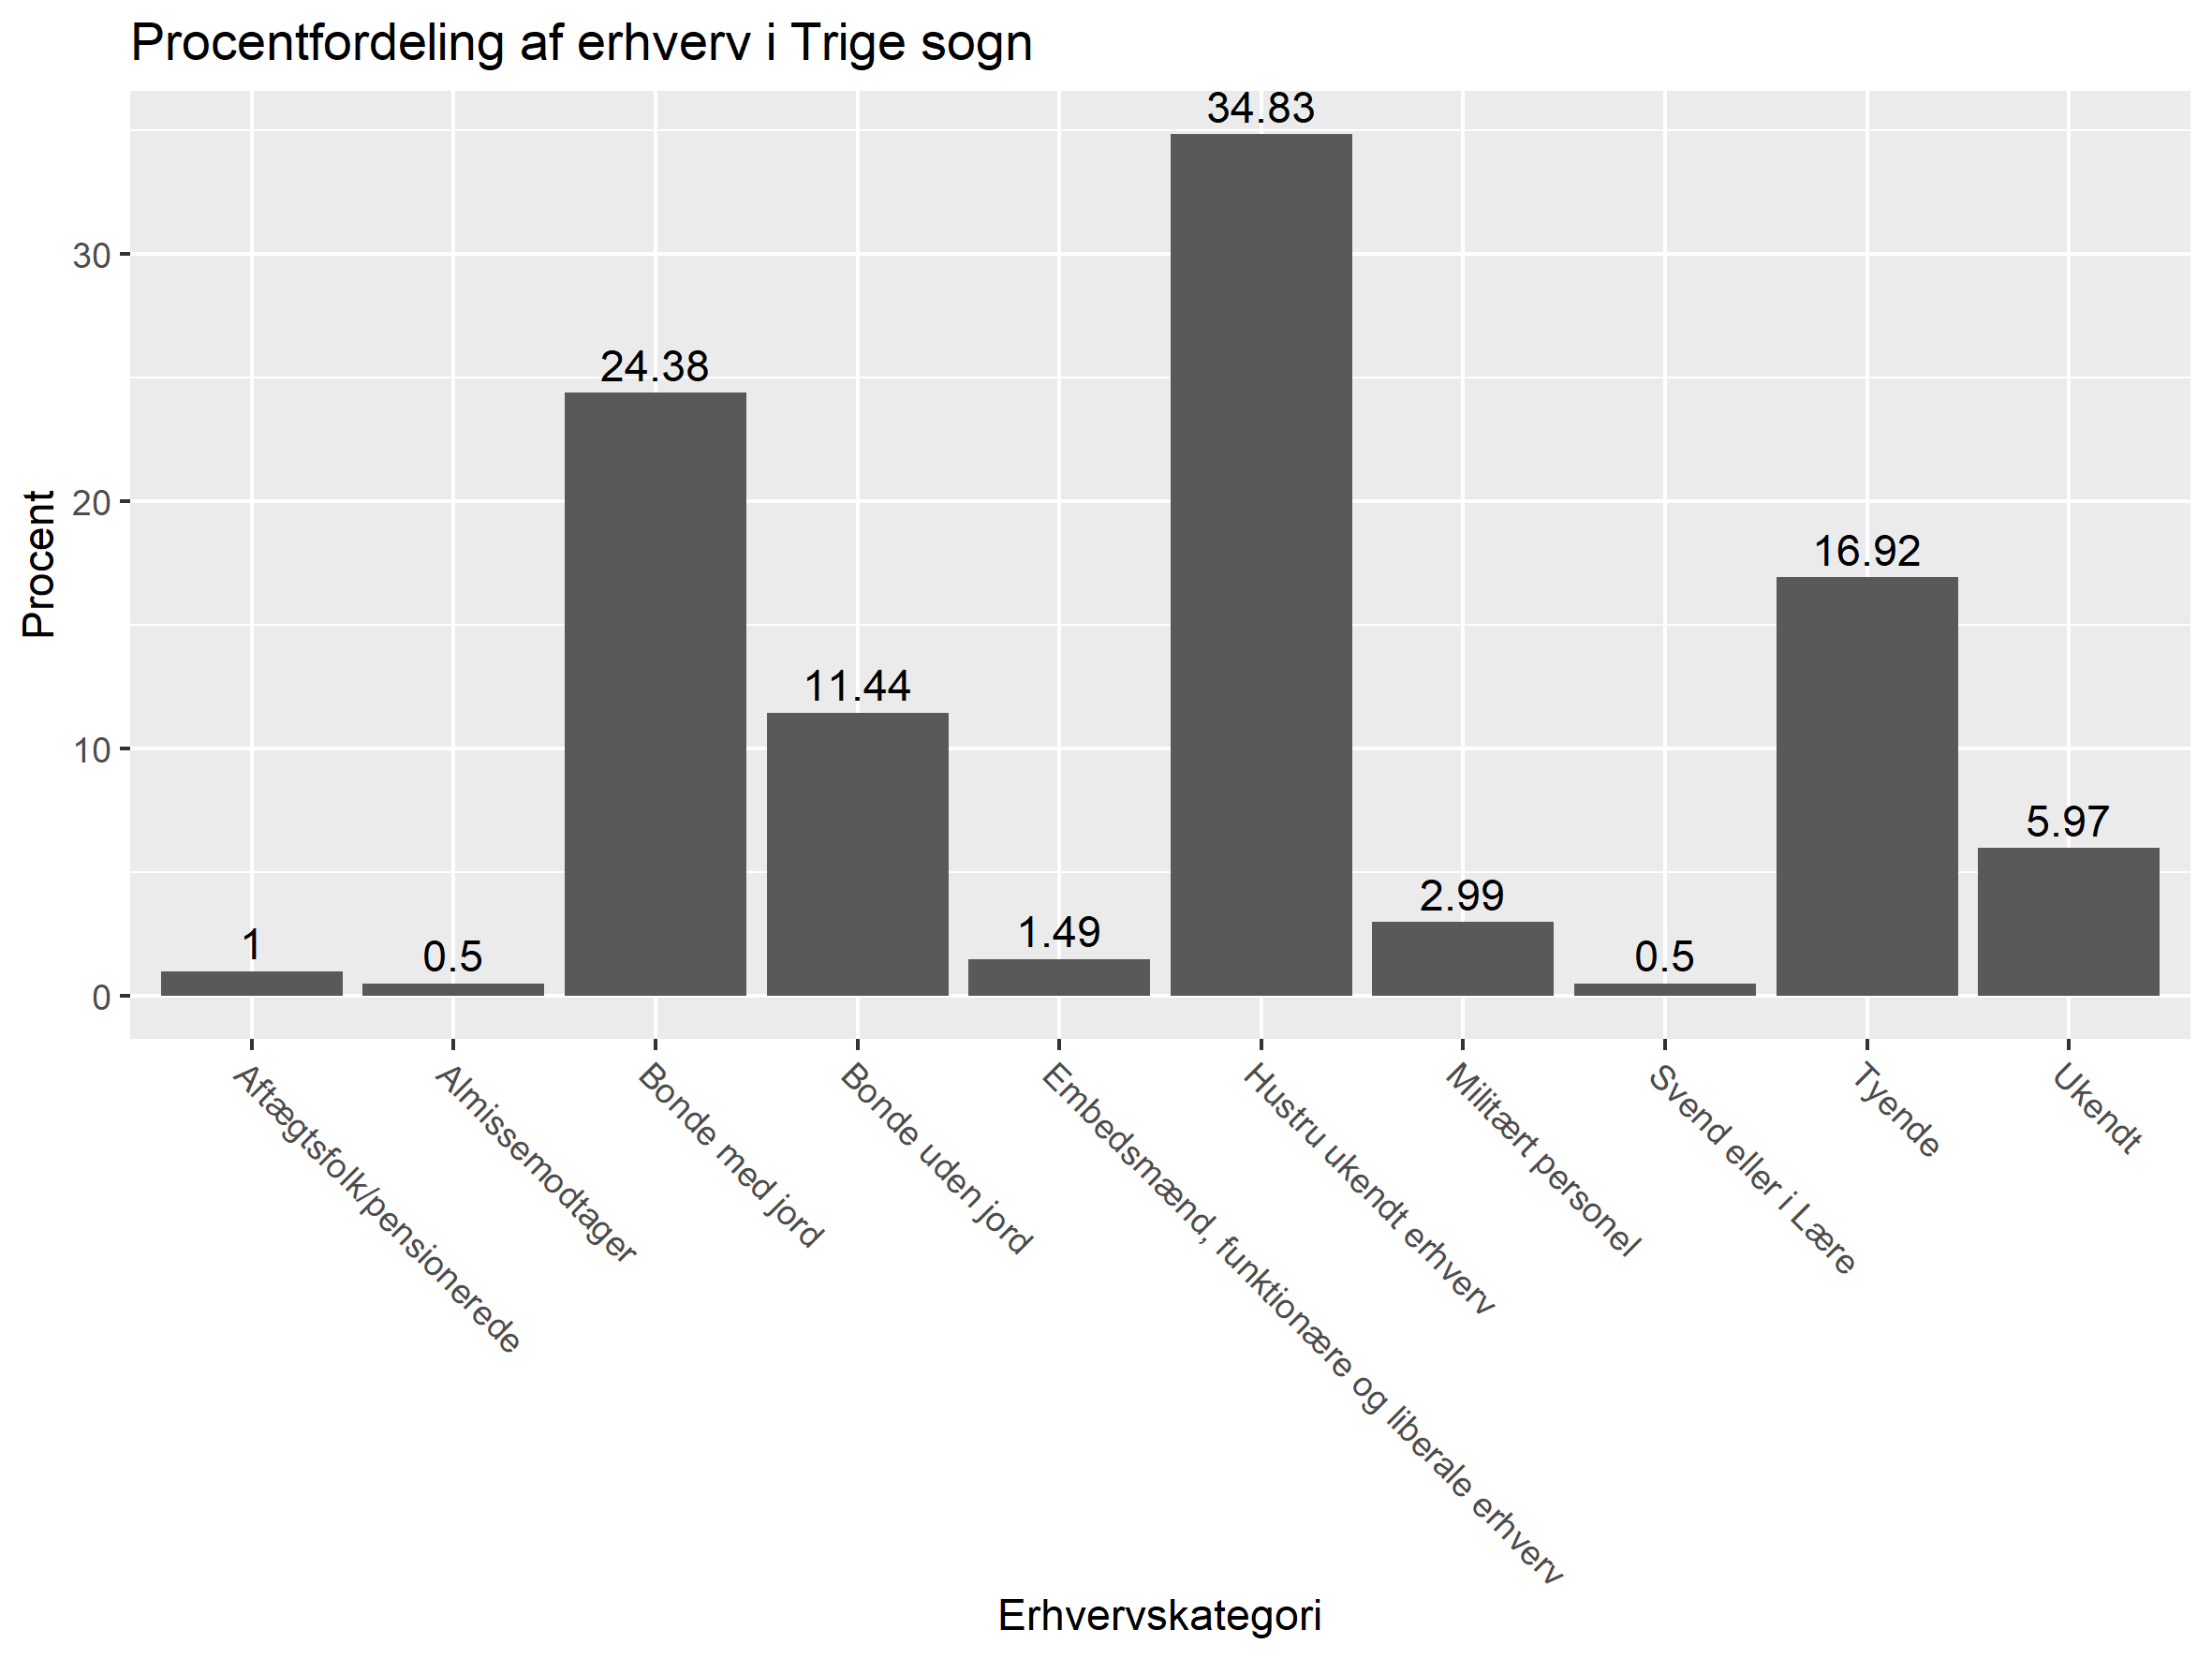 Procentfordeling af erhverv i Trige sogn
34.83
30
24.38
20
16.92
11.44
10
5.97
2.99
1.49
1
0.5
0.5
0
Procent
Aftægtsfolk/pensionerede
Almissemodtager
Bonde med jord
Bonde uden jord
Embedsmænd, funktionære og liberale erhverv
Hustru ukendt erhverv
Militært personel
Svend eller i Lære
Tyende
Ukendt
Erhvervskategori